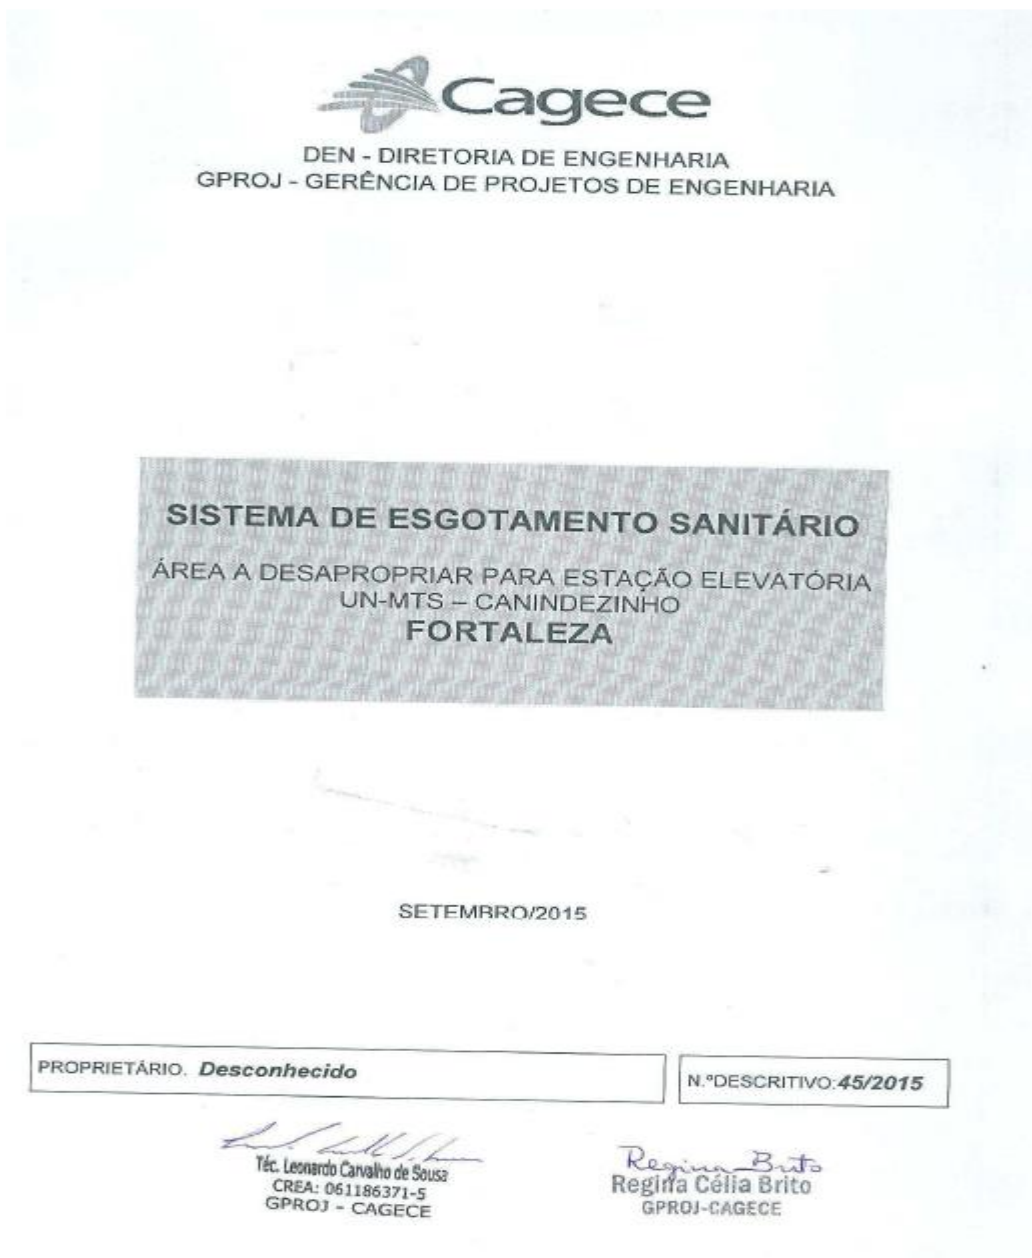 Cagece
DEN - DIRETORIA DE ENGENHARIA
GPROJ - GERÊNCIA DE PROJETOS DE ENGENHARIA
SISTEMA DE ESGOTAMENTO SANITÁRIO
ÁREA A DESAPROPRIAR PARA ESTAÇÃO ELEVATÓRIA
UN-MTS – CANINDEZINHO
FORTALEZA
SETEMBRO/2015
PROPRIETÁRIO. Desconhecido
N.ºDESCRITIVO:45/2015
Téc. Leonardo Carvalho de Sousa
CREA: 061186371-5
GPROJ - CAGECE
Regina Brito
Regina Célia Brito
GPROJ-CAGECE